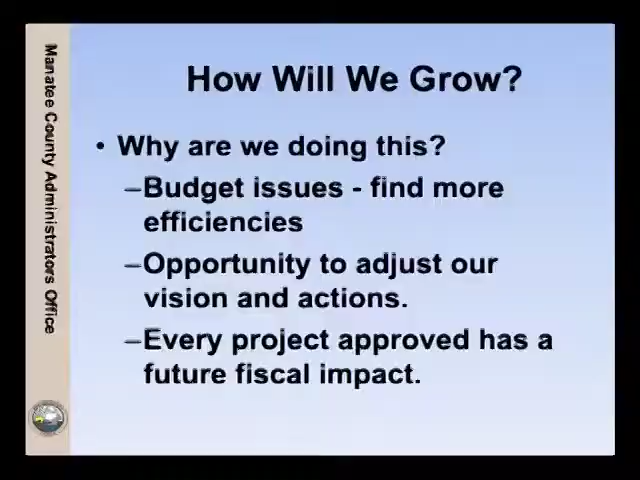 How Will We Grow?
• Why are we doing this?
–Budget issues - find more
efficiencies
–Opportunity to adjust our
vision and actions.
–Every project approved has a
future fiscal impact.
Manatee County Administrators Office